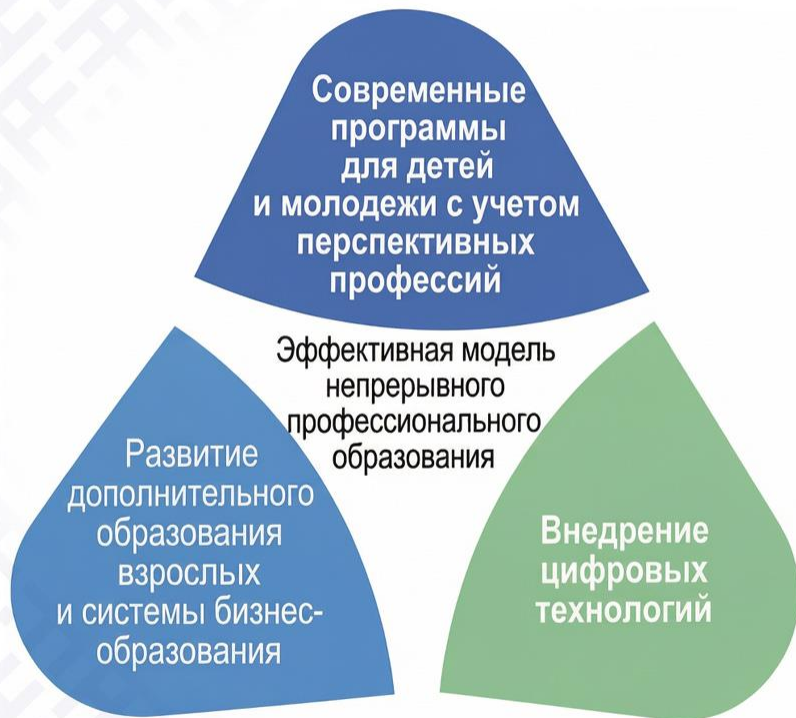 Современные
программы
для детей
и молодежи с учетом
перспективных
профессий
Эффективная модель
непрерывного
профессионального
образования
Развитие
дополнительного
образования
взрослых
и системы бизнес-
образования
Внедрение
цифровых
технологий